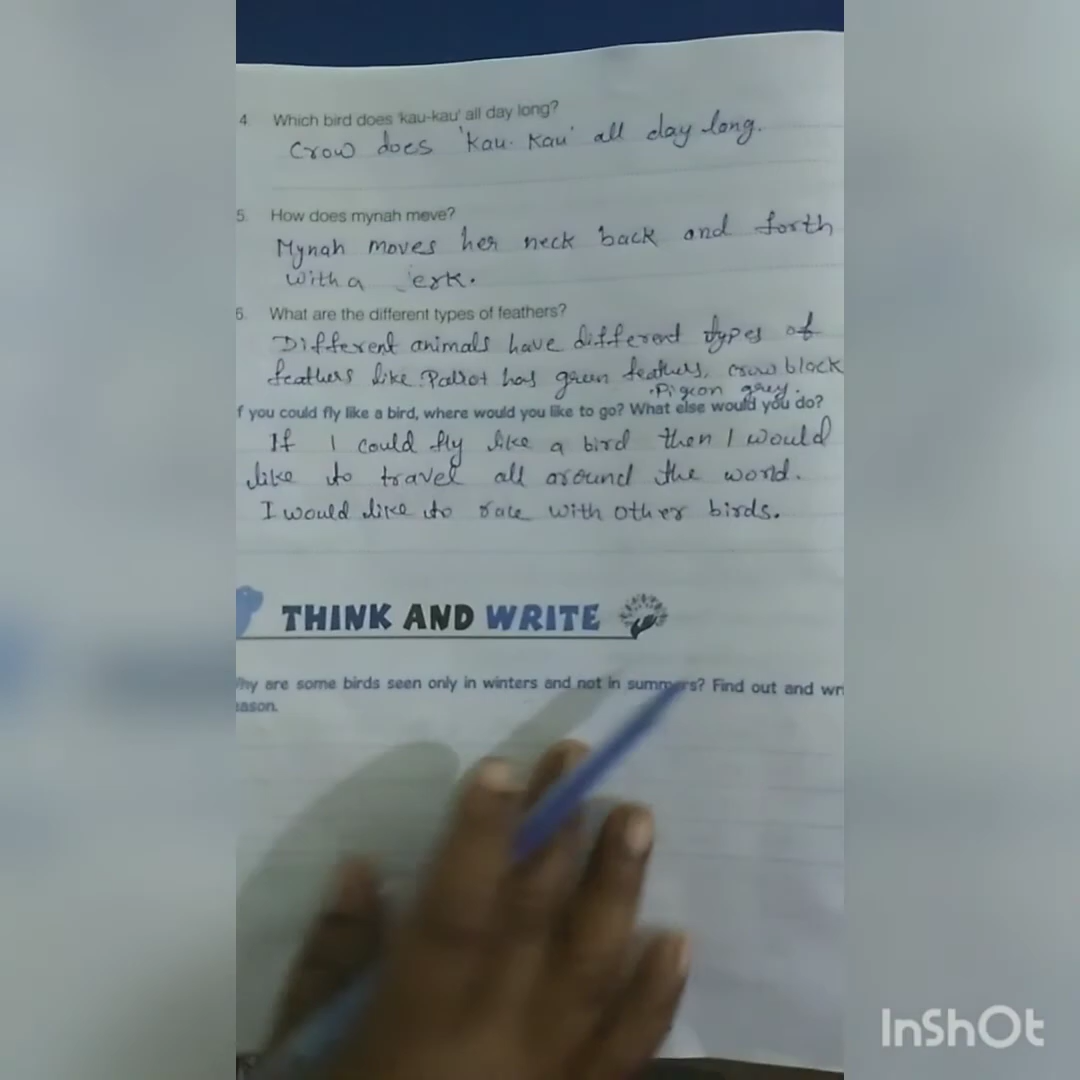 4. Which bird does 'kau-kau' all day long?
Crow does 'kau-kau' all day long.
5. How does mynah move?
Mynah moves her neck back and forth
with a erk.
6. What are the different types of feathers?
Different animals have different types of
feathers like Parrot has green feathers, crow black
Pigeon grey.
f you could fly like a bird, where would you like to go? What else would you do?
If I could fly like a bird then I would
like to travel all around the world.
I would like to race with other birds.
THINK AND WRITE
hy are some birds seen only in winters and not in summers? Find out and wr
eason.
InShOt